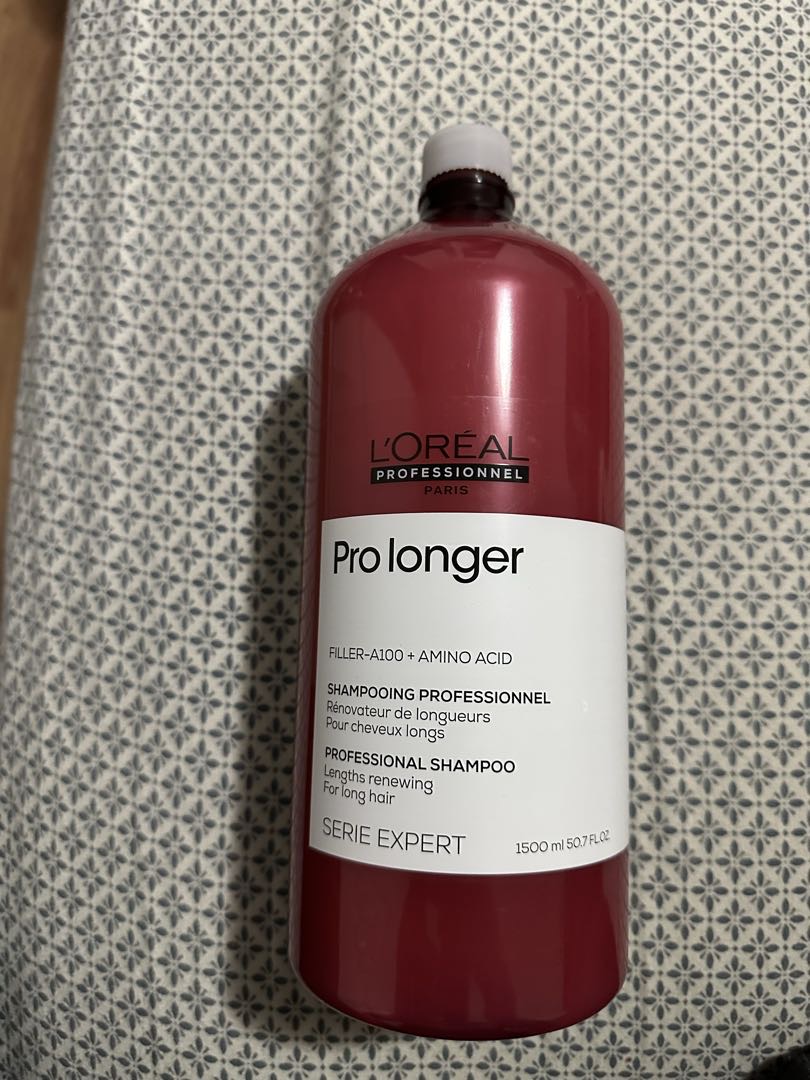 L'ORÉAL
PROFESSIONNEL
PARIS
Pro longer
FILLER-A100 + AMINO ACID
SHAMPOOING PROFESSIONNEL
Rénovateur de longueurs
Pour cheveux longs
PROFESSIONAL SHAMPOO
Lengths renewing
For long hair
SERIE EXPERT
1500 ml 50.7 FL.OZ.